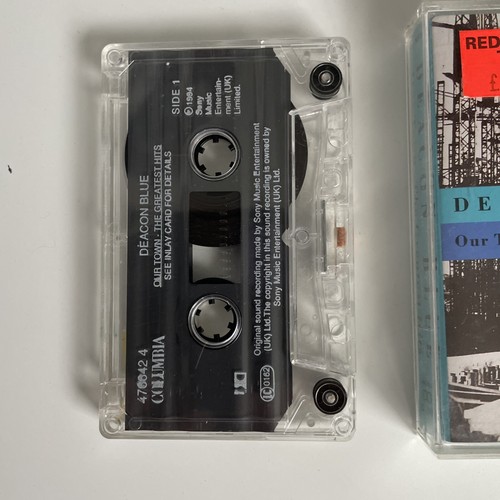 SIDE 1
℗1994
Sony
Music
Entertain-
ment (UK)
Limited.
DEACON BLUE
OUR TOWN - THE GREATEST HITS
SEE INLAY CARD FOR DETAILS
Original sound recording made by Sony Music Entertainment
(UK) Ltd.The copyright in this sound recording is owned by
Sony Music Entertainment (UK) Ltd.
476642 4
COLUMBIA
LC 0162
RED
£
DE
Our T